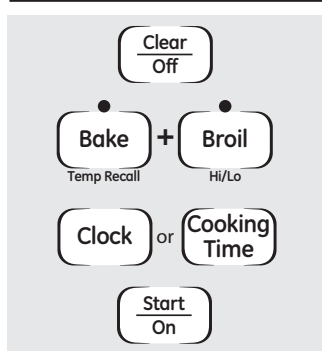 Clear
Off
Bake + Broil
Temp Recall Hi/Lo
Clock or Cooking
Time
Start
On